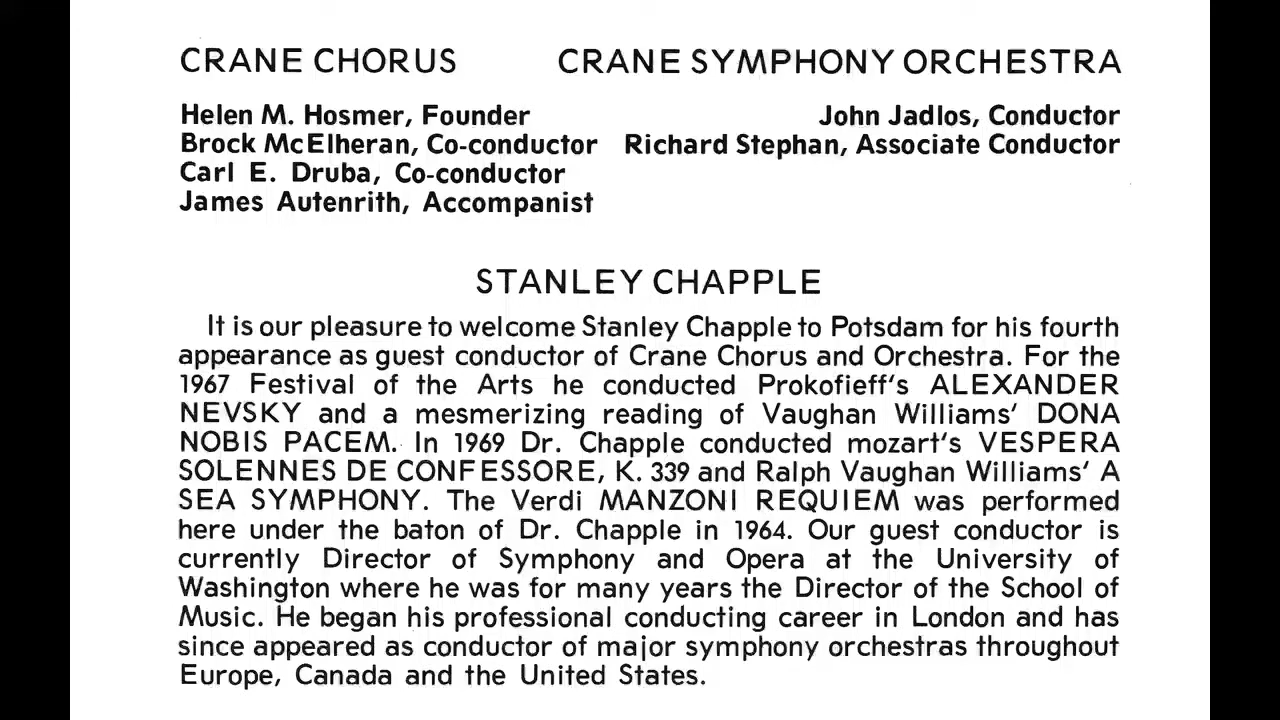 CRANE CHORUS CRANE SYMPHONY ORCHESTRA
Helen M. Hosmer, Founder John Jadlos, Conductor
Brock McElheran, Co-conductor Richard Stephan, Associate Conductor
Carl E. Druba, Co-conductor
James Autenrith, Accompanist
STANLEY CHAPPLE
It is our pleasure to welcome Stanley Chapple to Potsdam for his fourth
appearance as guest conductor of Crane Chorus and Orchestra. For the
1967 Festival of the Arts he conducted Prokofieff's ALEXANDER
NEVSKY and a mesmerizing reading of Vaughan Williams' DONA
NOBIS PACEM. In 1969 Dr. Chapple conducted mozart's VESPERA
SOLENNES DE CONFESSORE, K. 339 and Ralph Vaughan Williams' A
SEA SYMPHONY. The Verdi MANZONI REQUIEM was performed
here under the baton of Dr. Chapple in 1964. Our guest conductor is
currently Director of Symphony and Opera at the University of
Washington where he was for many years the Director of the School of
Music. He began his professional conducting career in London and has
since appeared as conductor of major symphony orchestras throughout
Europe, Canada and the United States.